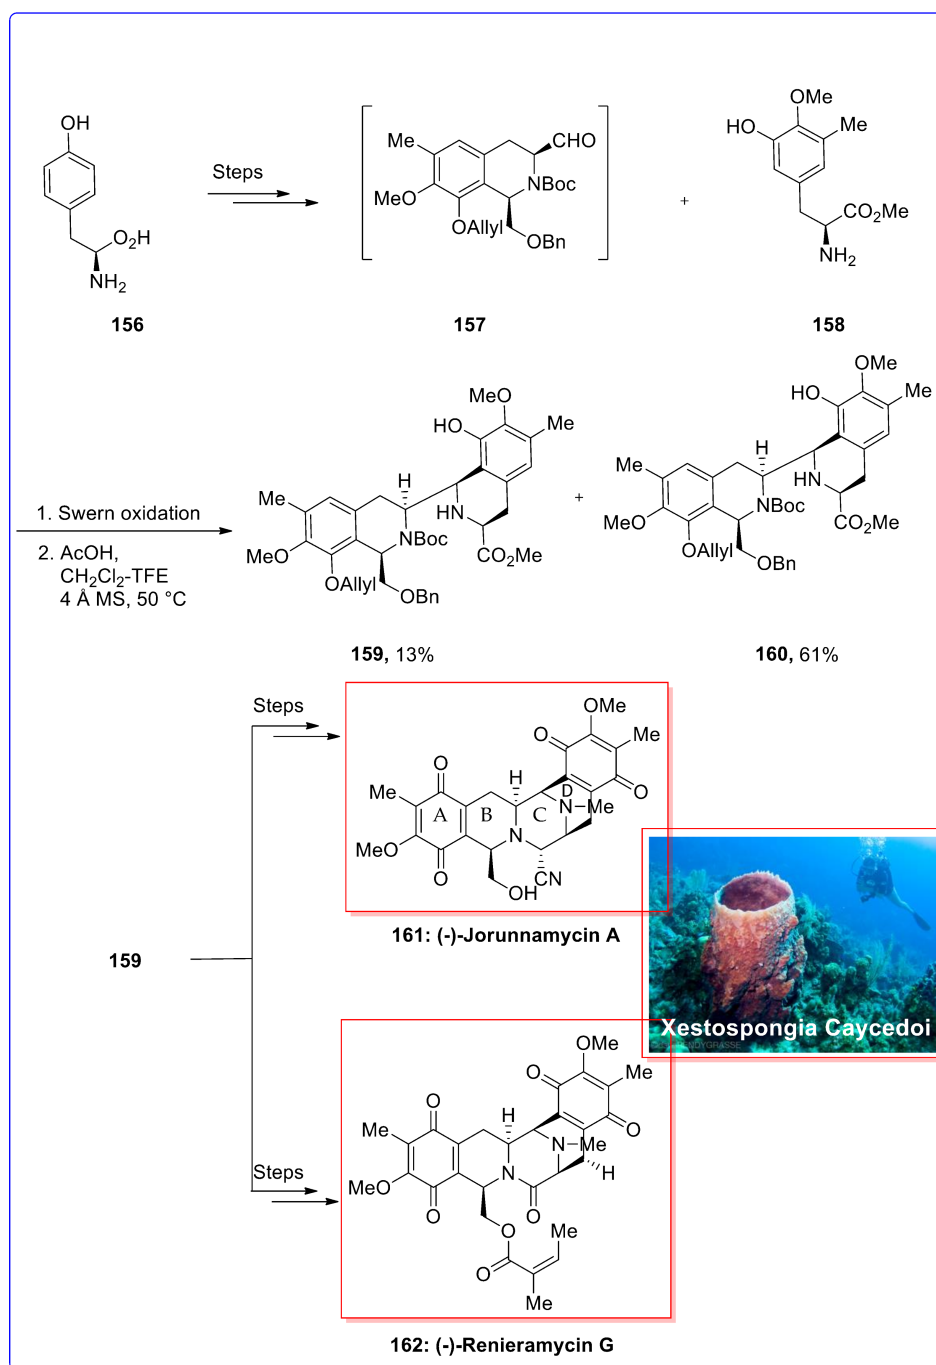 OH
O₂H
NH₂
156
Steps
Me
CHO
NBoc
MeO
OAllyl
OBn
157
+
OMe
HO
Me
CO₂Me
NH₂
158
1. Swern oxidation
2. AcOH,
CH₂Cl₂-TFE
4 Å MS, 50 °C
MeO
HO
Me
H
Me
HN
NBoc
MeO
CO₂Me
OAllyl
OBn
159, 13%
+
OMe
HO
Me
H
Me
HN
NBoc
MeO
CO₂Me
OAllyl
OBn
160, 61%
159
Steps
OMe
O
Me
O
H
D
Me
A
B
C
N
Me
O
N
MeO
O
CN
OH
161: (-)-Jorunnamycin A
Xestospongia Caycedoi
Steps
OMe
O
Me
O
H
O
Me
N
Me
N
H
MeO
O
O
O
Me
O
Me
162: (-)-Renieramycin G